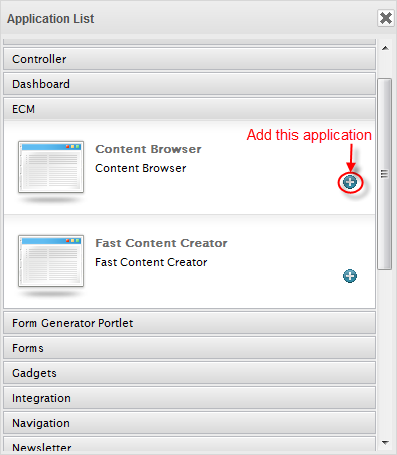 Application List
Controller
Dashboard
ECM
Add this application
Content Browser
Content Browser
Fast Content Creator
Fast Content Creator
Form Generator Portlet
Forms
Gadgets
Integration
Navigation
Newsletter